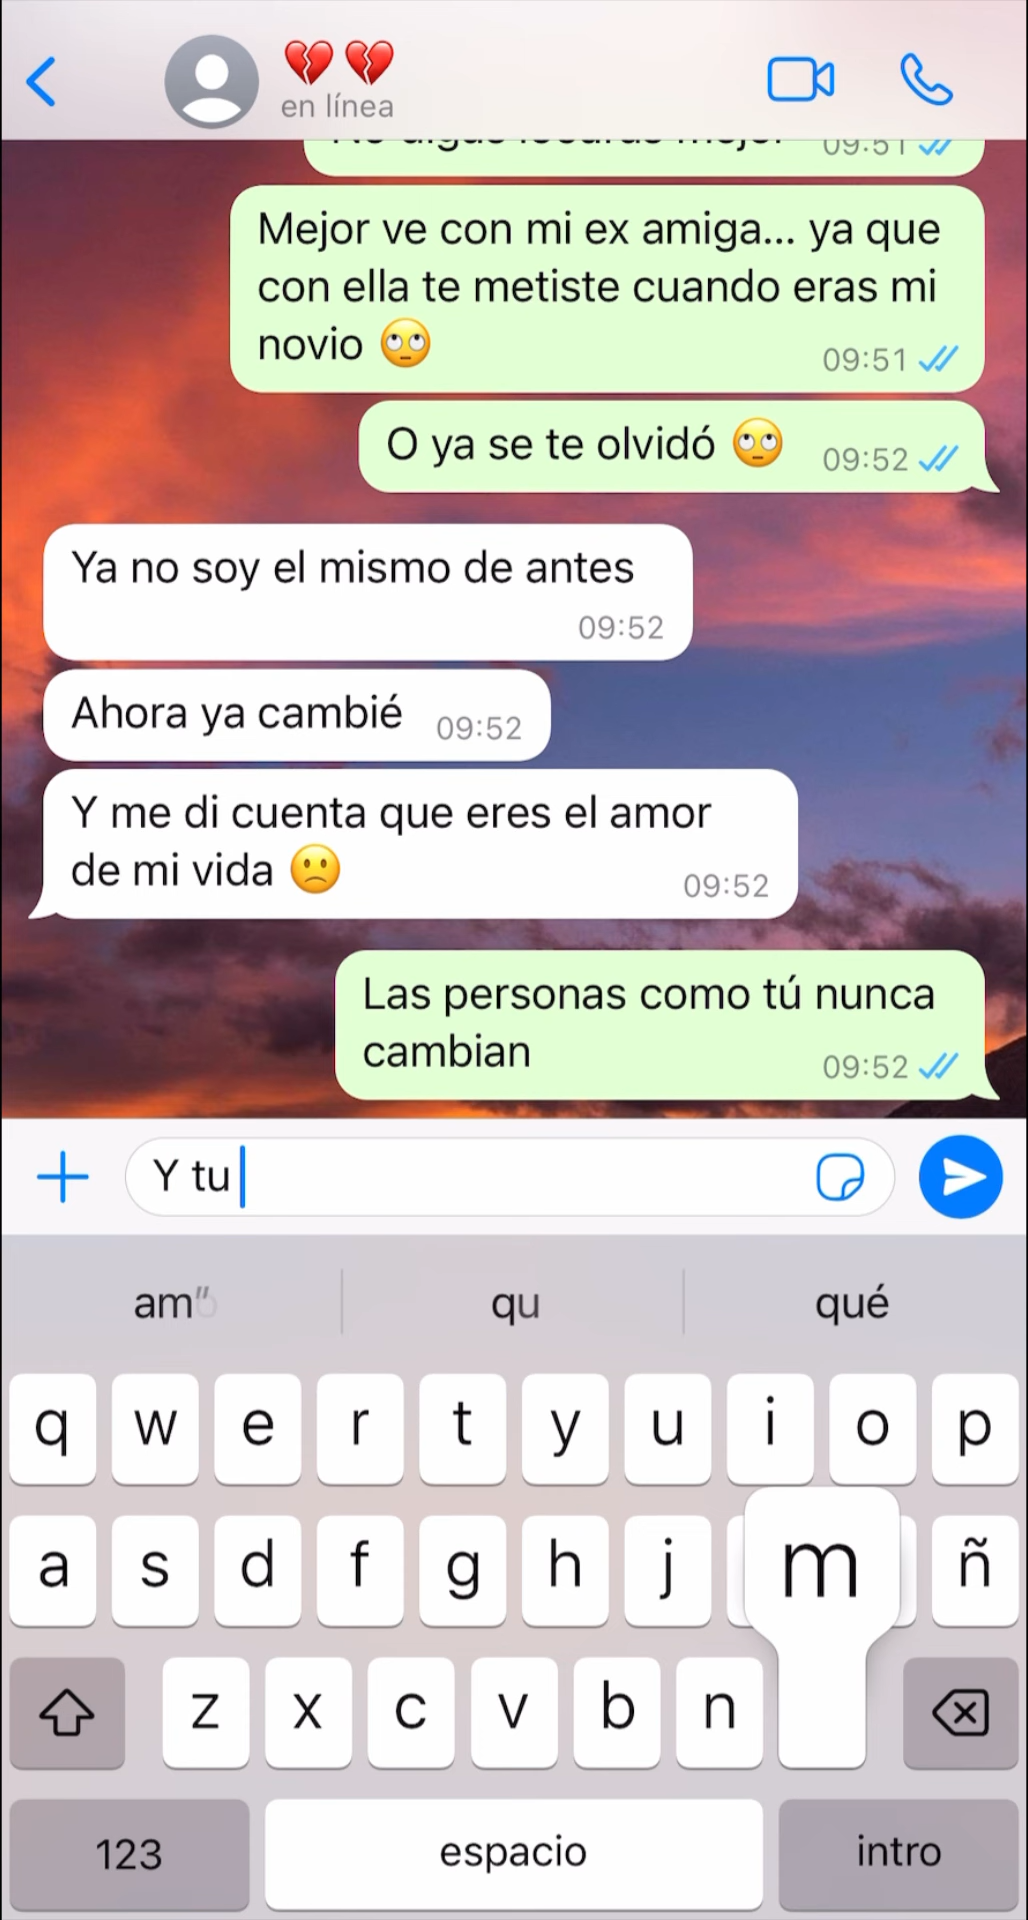 💔 💔
en línea
09:51
Mejor ve con mi ex amiga... ya que
con ella te metiste cuando eras mi
novio 🙄
09:51
O ya se te olvidó 🙄 09:52
Ya no soy el mismo de antes
09:52
Ahora ya cambié 09:52
Y me di cuenta que eres el amor
de mi vida 🙁
09:52
Las personas como tú nunca
cambian
09:52
Y tu
am
qu
qué
q w e r t y u i o p
a s d f g h j m ñ
z x c v b n
123 espacio intro